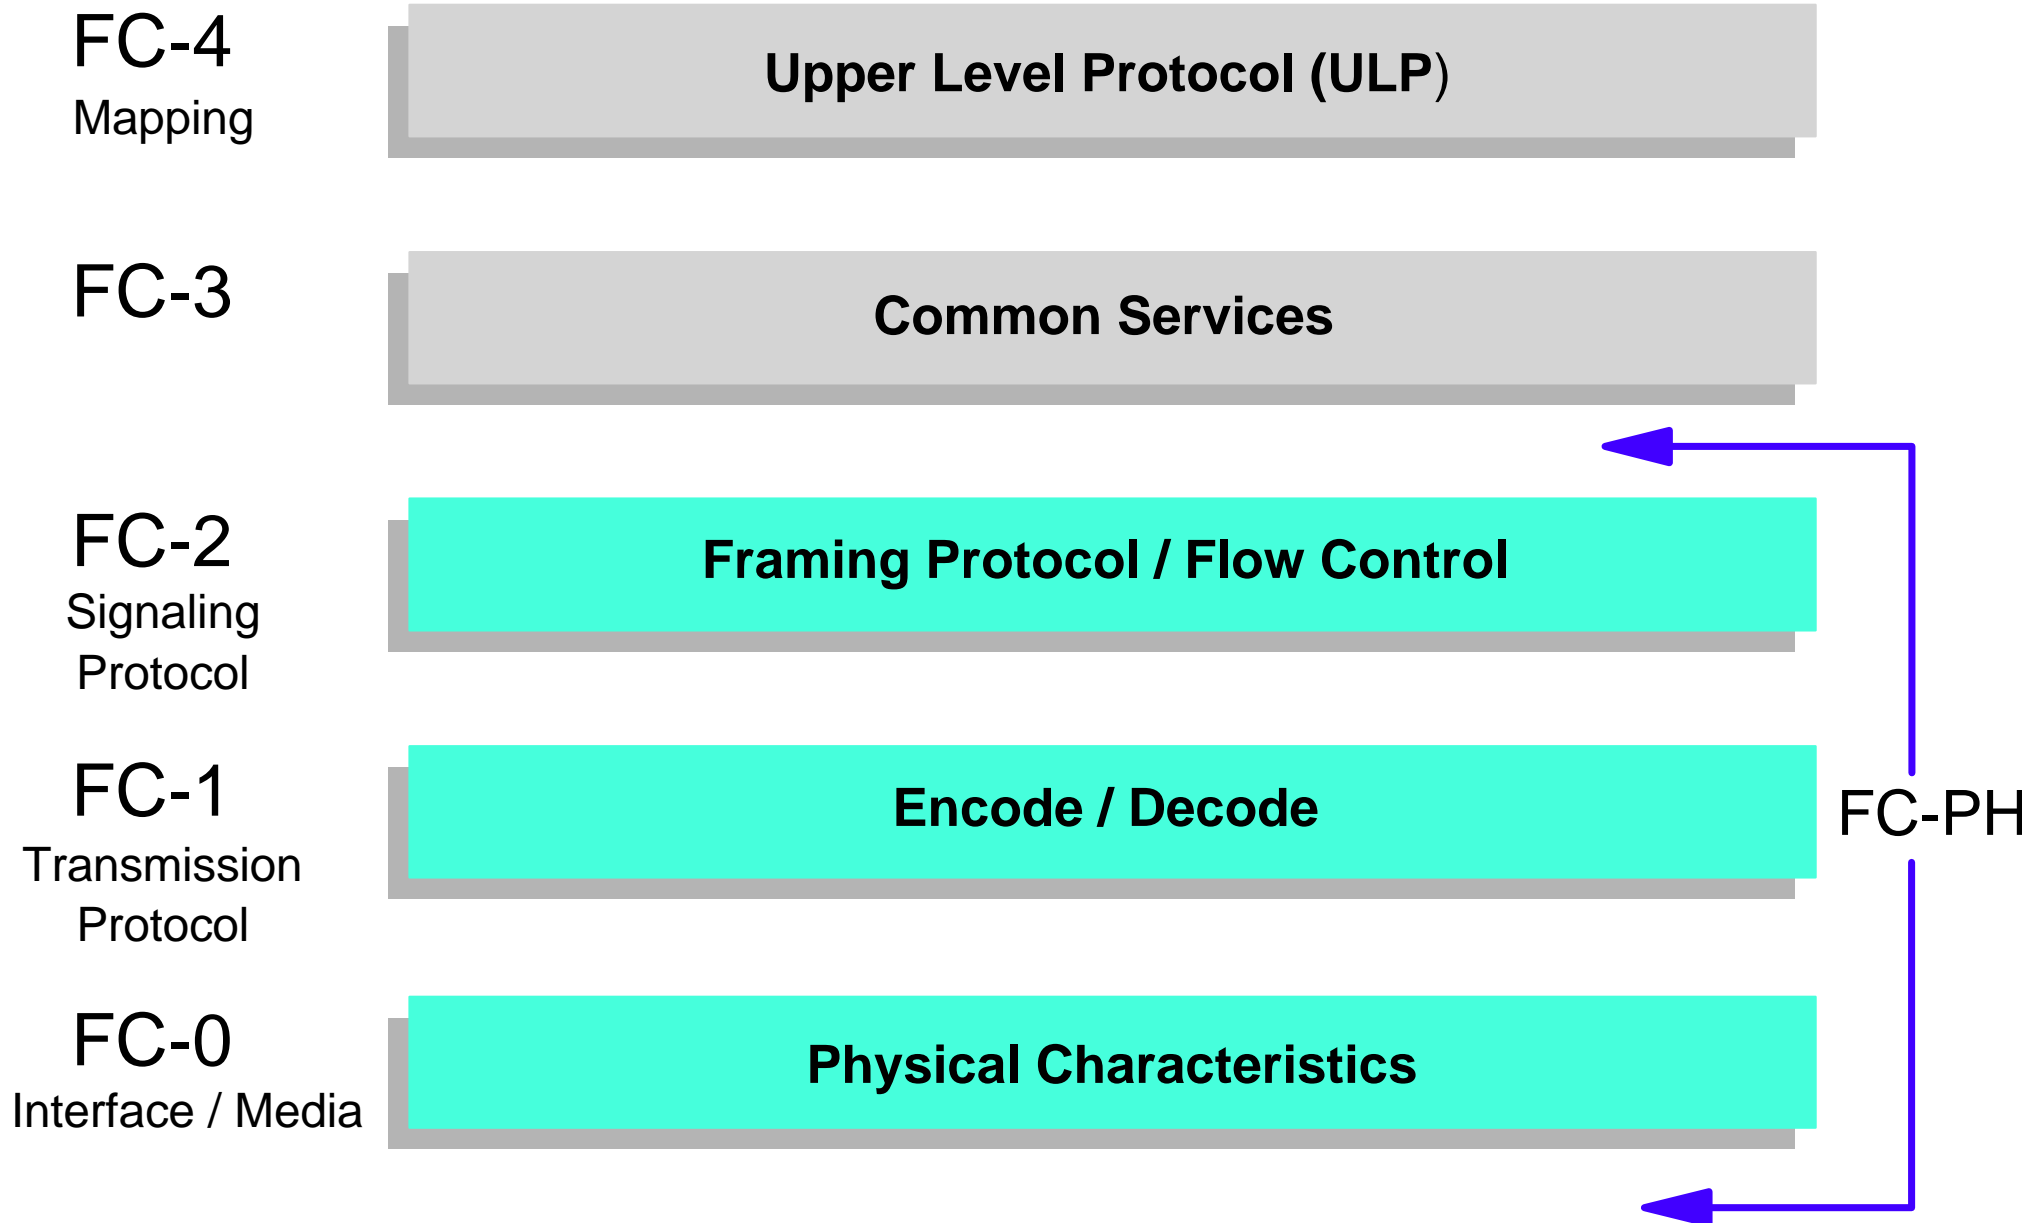 FC-4
Mapping
Upper Level Protocol (ULP)
FC-3
Common Services
FC-2
Signaling
Protocol
Framing Protocol / Flow Control
FC-1
Transmission
Protocol
Encode / Decode
FC-PH
FC-0
Interface / Media
Physical Characteristics